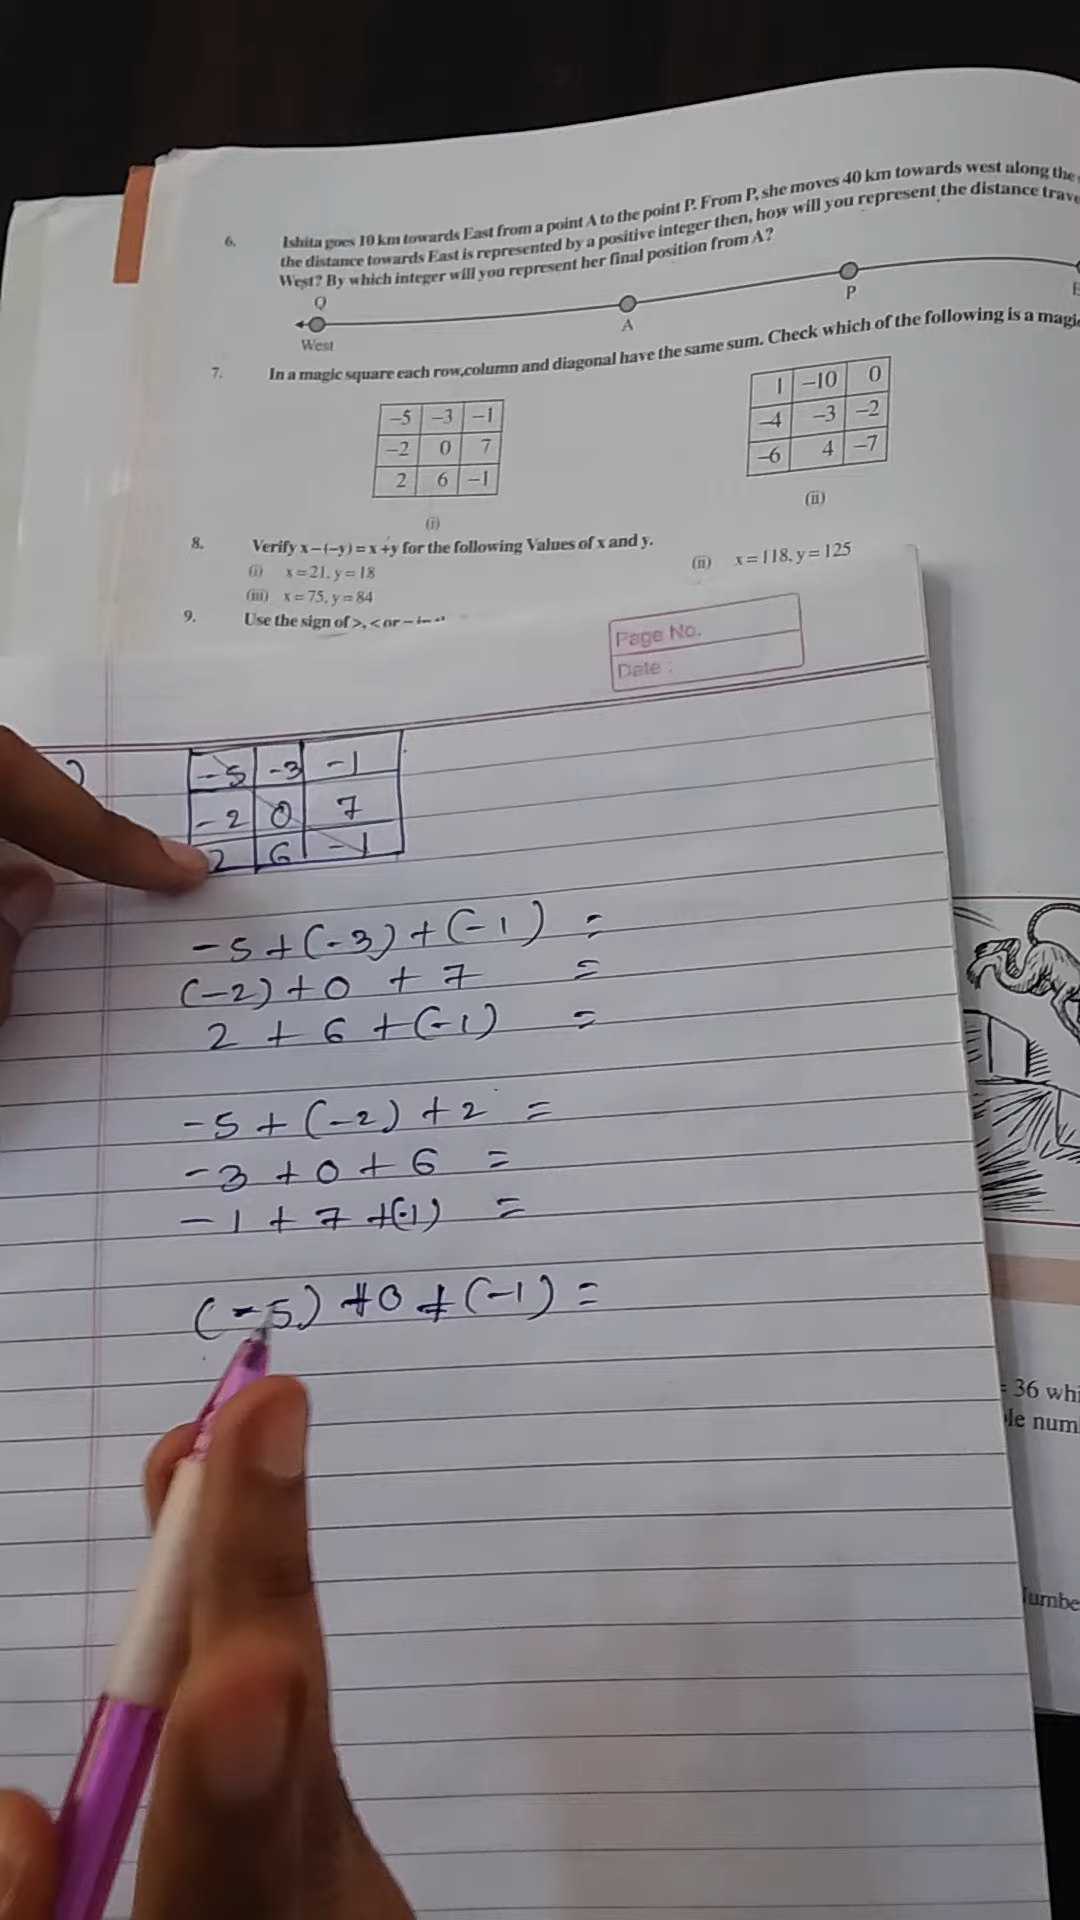 6. Ishita goes 10 km towards East from a point A to the point P. From P, she moves 40 km towards west along the
the distance towards East is represented by a positive integer then, how will you represent the distance trave
West? By which integer will you represent her final position from A?
Q
A
P
E
West
7. In a magic square each row,column and diagonal have the same sum. Check which of the following is a magi
-5 -3 -1
-2 0 7
2 6 -1
(i)
1 -10 0
-4 -3 -2
-6 4 -7
(ii)
8. Verify x-(-y)=x+y for the following Values of x and y.
(i) x=21, y=18
(ii) x=118, y=125
(iii) x=75, y=84
9. Use the sign of >, < or
Page No.
Date :
-5 -3 -1
-2 0 7
2 6 -1
-5+(-3)+(-1) =
(-2)+0 + 7 =
2 + 6 +(-1) =
-5+(-2)+2 =
-3+0+6 =
-1+7+(-1) =
(-5)+0+(-1) =
= 36 whi
le num
Numbe